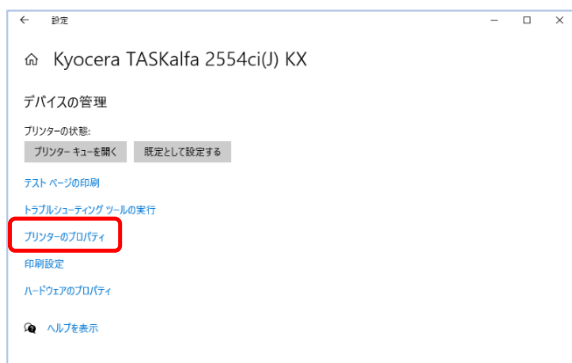 設定
Kyocera TASKalfa 2554ci(J) KX
デバイスの管理
プリンターの状態:
プリンター キューを開く 既定として設定する
テスト ページの印刷
トラブルシューティング ツールの実行
プリンターのプロパティ
印刷設定
ハードウェアのプロパティ
ヘルプを表示